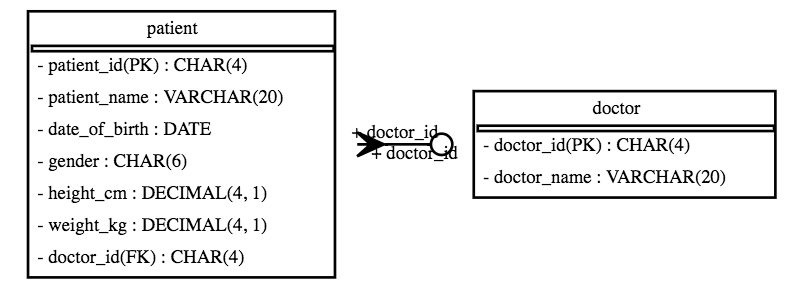 patient
- patient_id(PK) : CHAR(4)
- patient_name : VARCHAR(20)
- date_of_birth : DATE
- gender : CHAR(6)
- height_cm : DECIMAL(4, 1)
- weight_kg : DECIMAL(4, 1)
- doctor_id(FK) : CHAR(4)
+ doctor_id
+ doctor_id
doctor
- doctor_id(PK) : CHAR(4)
- doctor_name : VARCHAR(20)